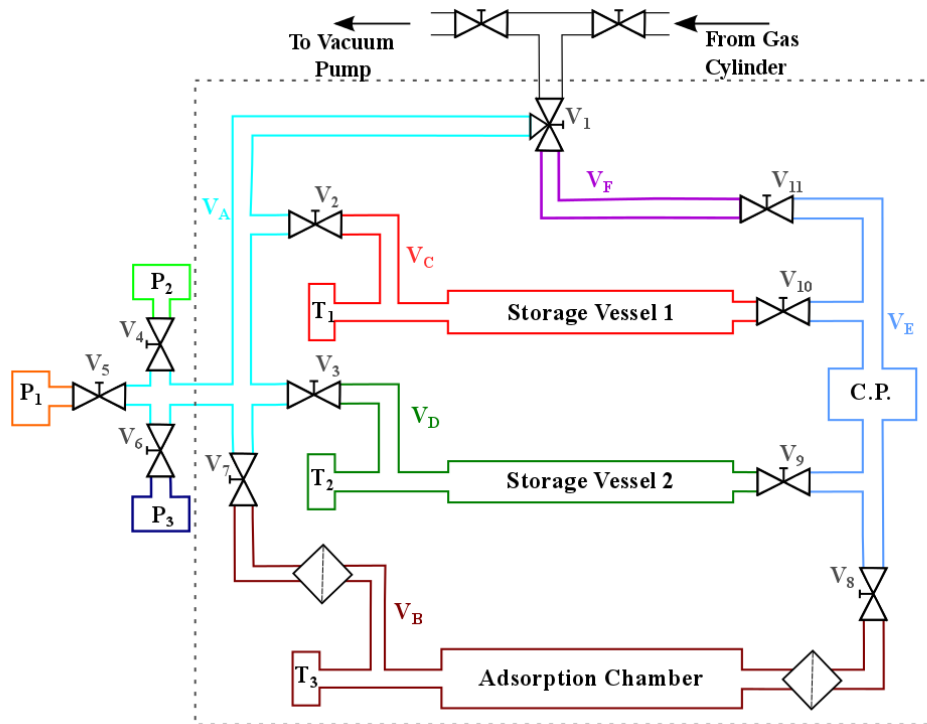 To Vacuum
Pump
From Gas
Cylinder
V1
VF
V11
VA
V2
VC
V10
P2
T1
Storage Vessel 1
V4
VE
V5
V3
P1
C.P.
VD
V6
V7
V9
T2
Storage Vessel 2
P3
V8
VB
T3
Adsorption Chamber